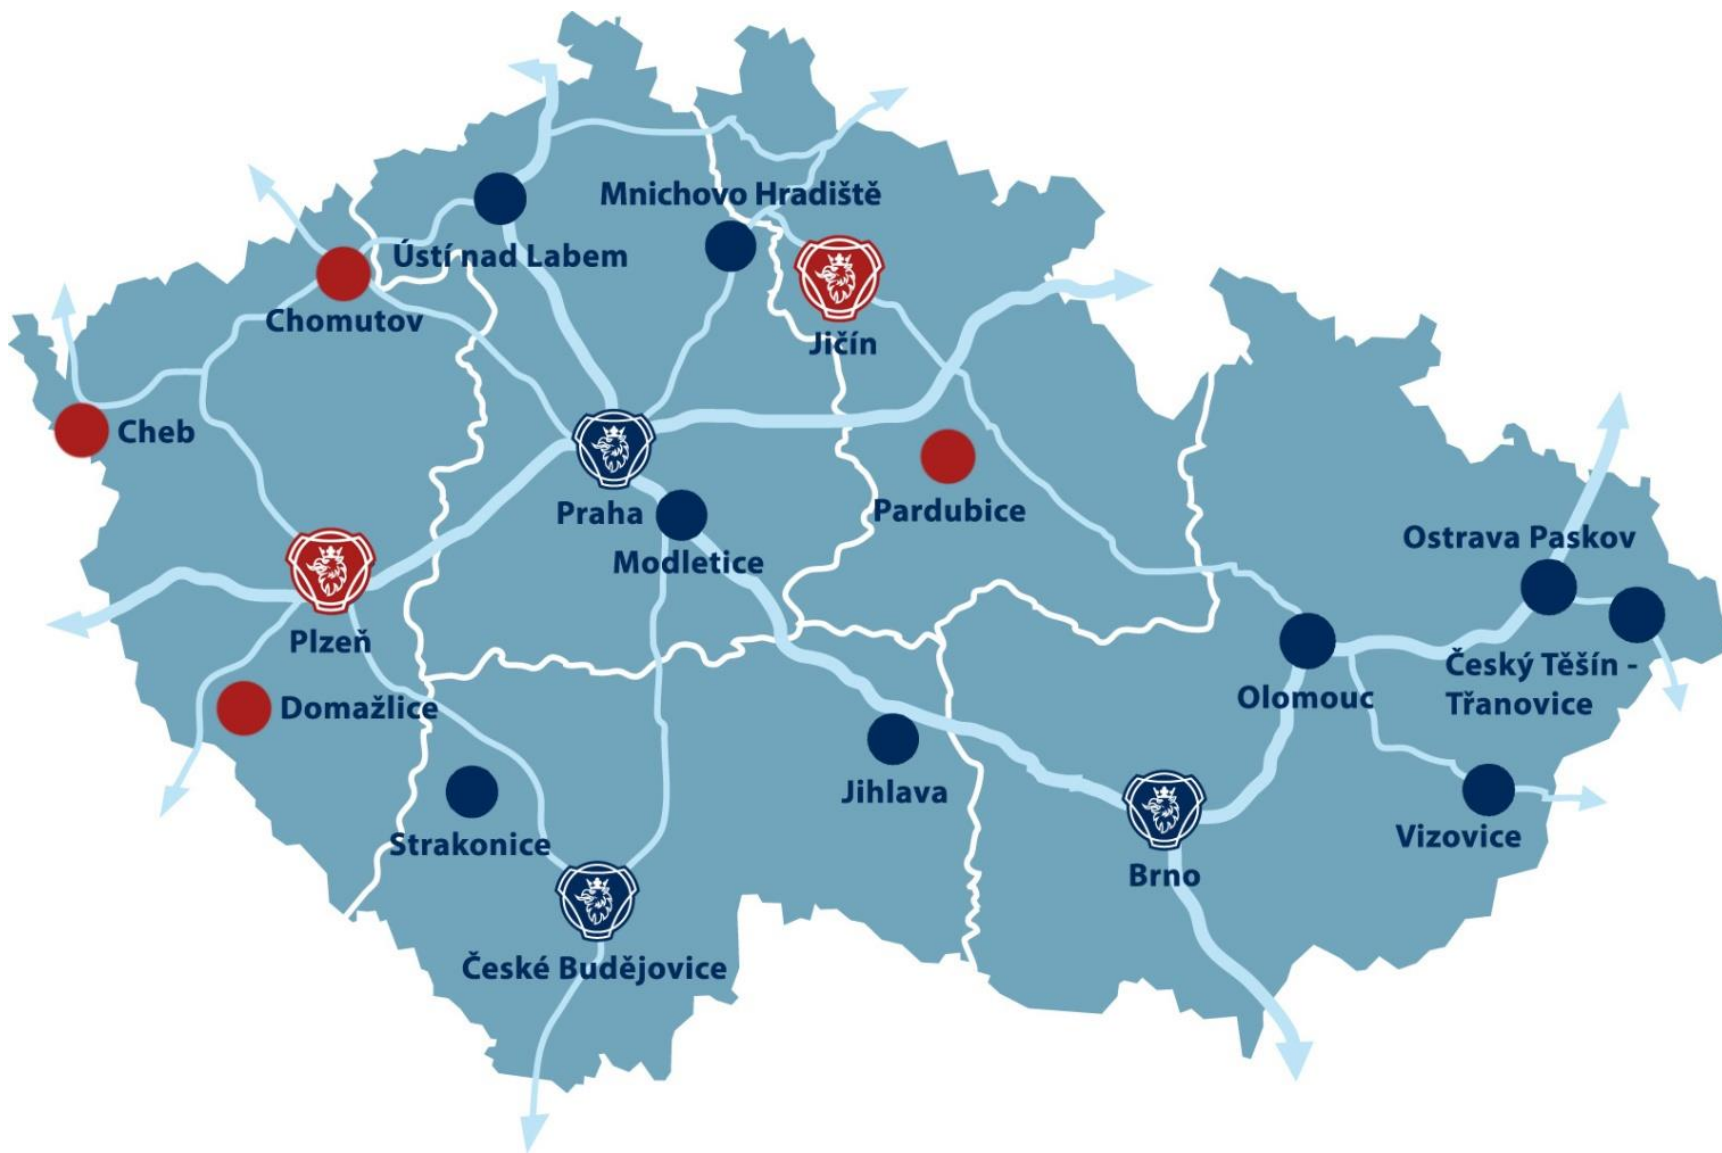 Mnichovo Hradiště
Ústí nad Labem
Chomutov
Jičín
Cheb
Praha
Pardubice
Modletice
Ostrava Paskov
Plzeň
Český Těšín -
Třanovice
Olomouc
Domažlice
Jihlava
Strakonice
Vizovice
Brno
České Budějovice